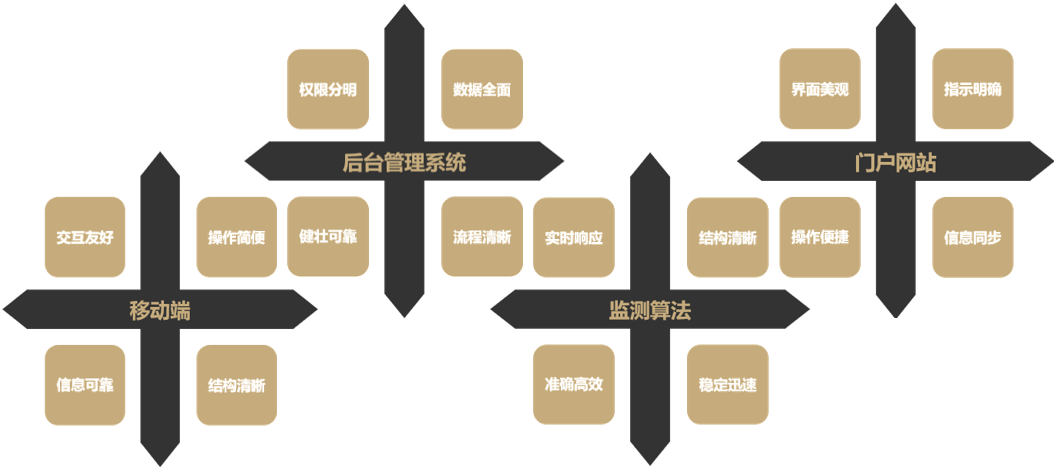 权限分明
数据全面
后台管理系统
健壮可靠
流程清晰
界面美观
指示明确
门户网站
操作便捷
信息同步
交互友好
操作简便
移动端
信息可靠
结构清晰
实时响应
结构清晰
监测算法
准确高效
稳定迅速